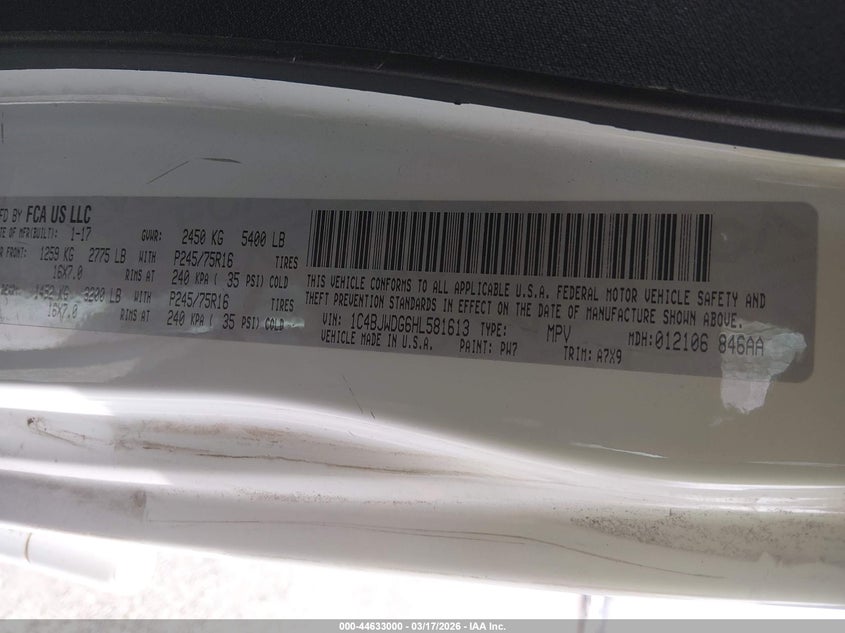 FD BY FCA US LLC
TE OF MFR(BUILT): 1-17 GVWR: 2450 KG 5400 LB
R FRONT: 1259 KG 2775 LB WITH P245/75R16 TIRES
16X7.0 RIMS AT 240 KPA ( 35 PSI) COLD
KG 3200 LB WITH P245/75R16 TIRES
16X7.0 RIMS AT 240 KPA ( 35 PSI) COLD
THIS VEHICLE CONFORMS TO ALL APPLICABLE U.S.A. FEDERAL MOTOR VEHICLE SAFETY AND
THEFT PREVENTION STANDARDS IN EFFECT ON THE DATE OF MANUFACTURE SHOWN ABOVE.
VIN: 1C4BJWDG6HL581613 TYPE: MPV MDH:012106 846AA
VEHICLE MADE IN U.S.A. PAINT: PW7 TRIM: A7X9
000-44633000 | 03/17/2026 | IAA Inc.